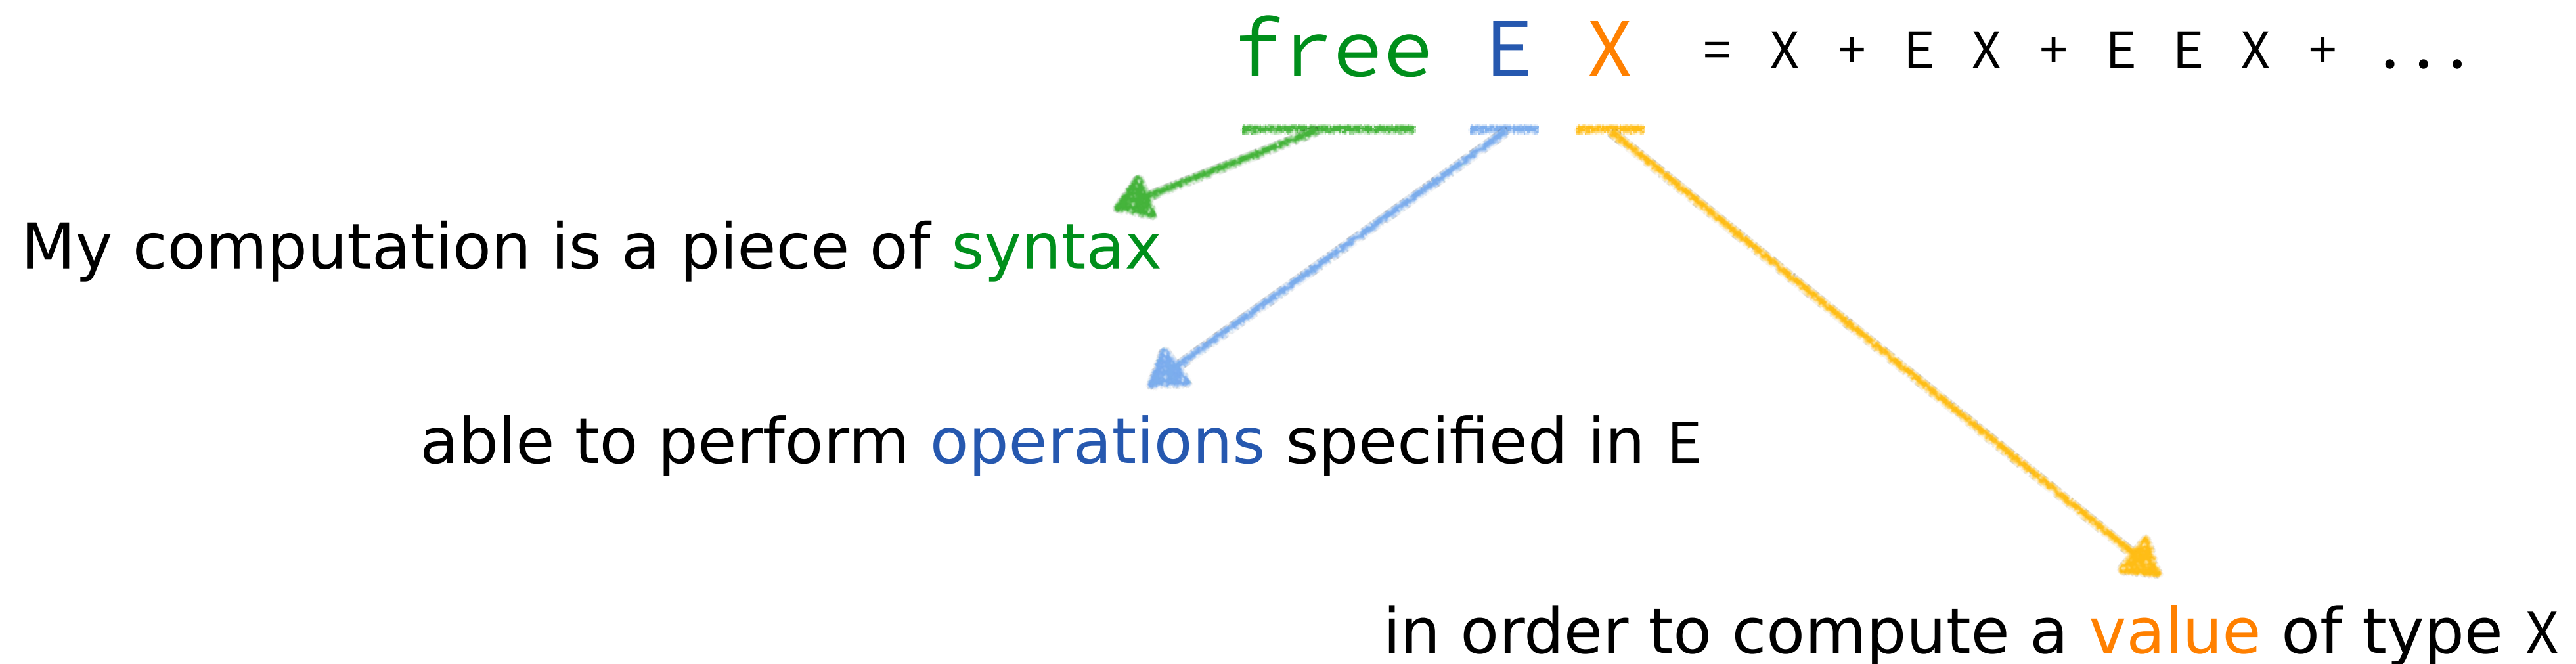 free E X = X + E X + E E X + ...
My computation is a piece of syntax
able to perform operations specified in E
in order to compute a value of type X